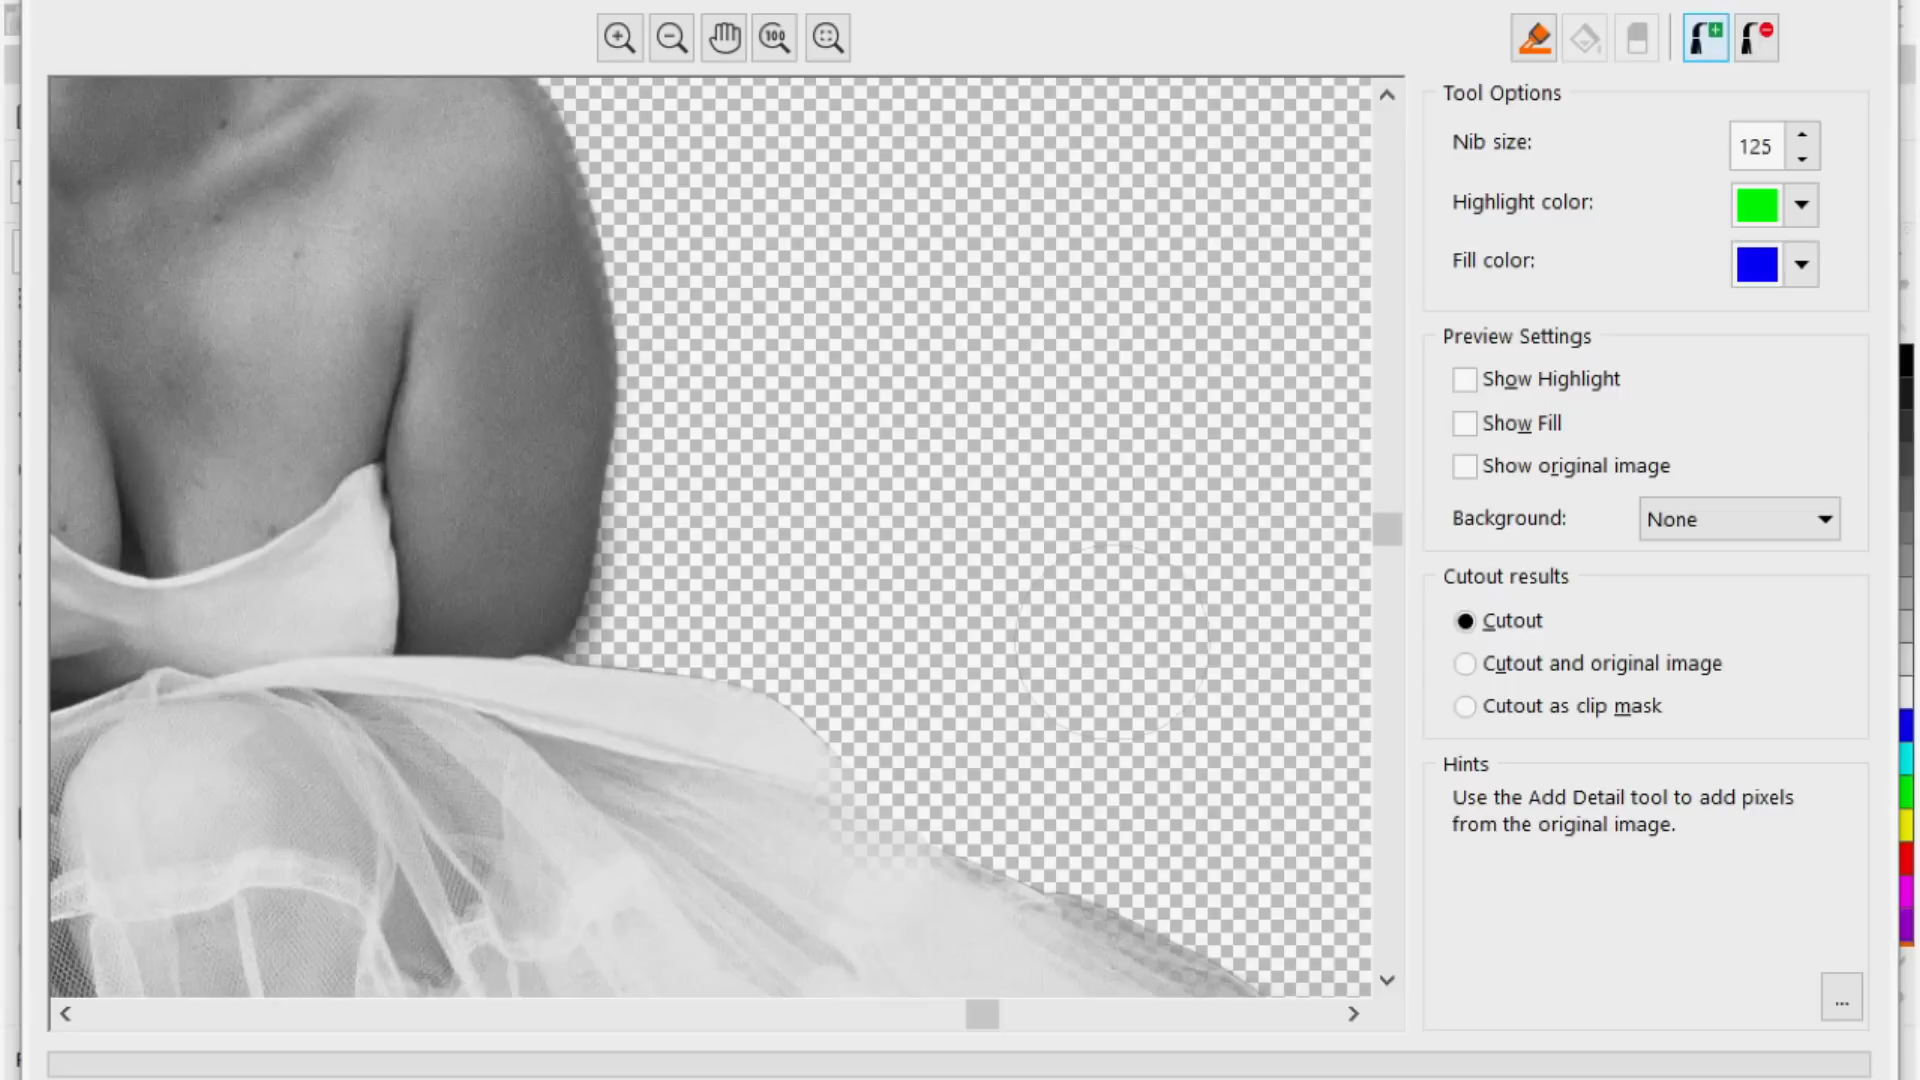 100
Tool Options
Nib size:
125
Highlight color:
Fill color:
Preview Settings
Show Highlight
Show Fill
Show original image
Background:
None
Cutout results
Cutout
Cutout and original image
Cutout as clip mask
Hints
Use the Add Detail tool to add pixels
from the original image.
...